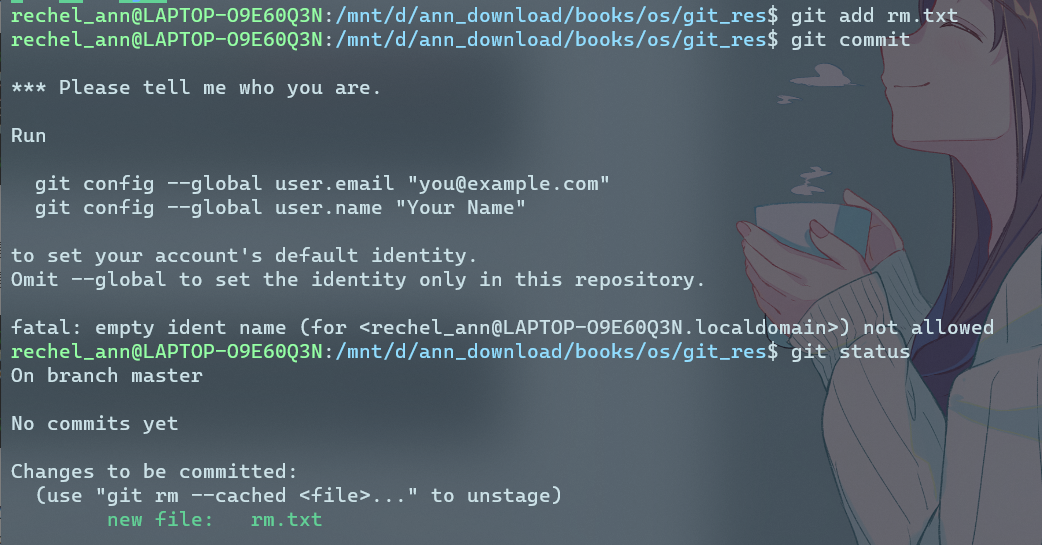 rechel_ann@LAPTOP-O9E60Q3N:/mnt/d/ann_download/books/os/git_res$ git add rm.txt
rechel_ann@LAPTOP-O9E60Q3N:/mnt/d/ann_download/books/os/git_res$ git commit

*** Please tell me who you are.

Run

  git config --global user.email "you@example.com"
  git config --global user.name "Your Name"

to set your account's default identity.
Omit --global to set the identity only in this repository.

fatal: empty ident name (for <rechel_ann@LAPTOP-O9E60Q3N.localdomain>) not allowed
rechel_ann@LAPTOP-O9E60Q3N:/mnt/d/ann_download/books/os/git_res$ git status
On branch master

No commits yet

Changes to be committed:
  (use "git rm --cached <file>..." to unstage)
        new file:   rm.txt